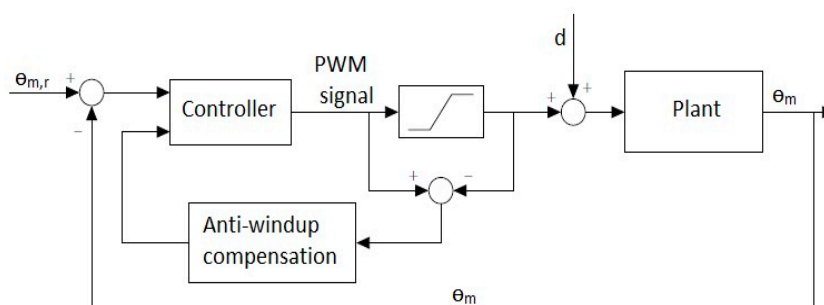 d
PWM
signal
θm,r
+
Controller
+
+
Plant
θm
−
+
−
Anti-windup
compensation
θm